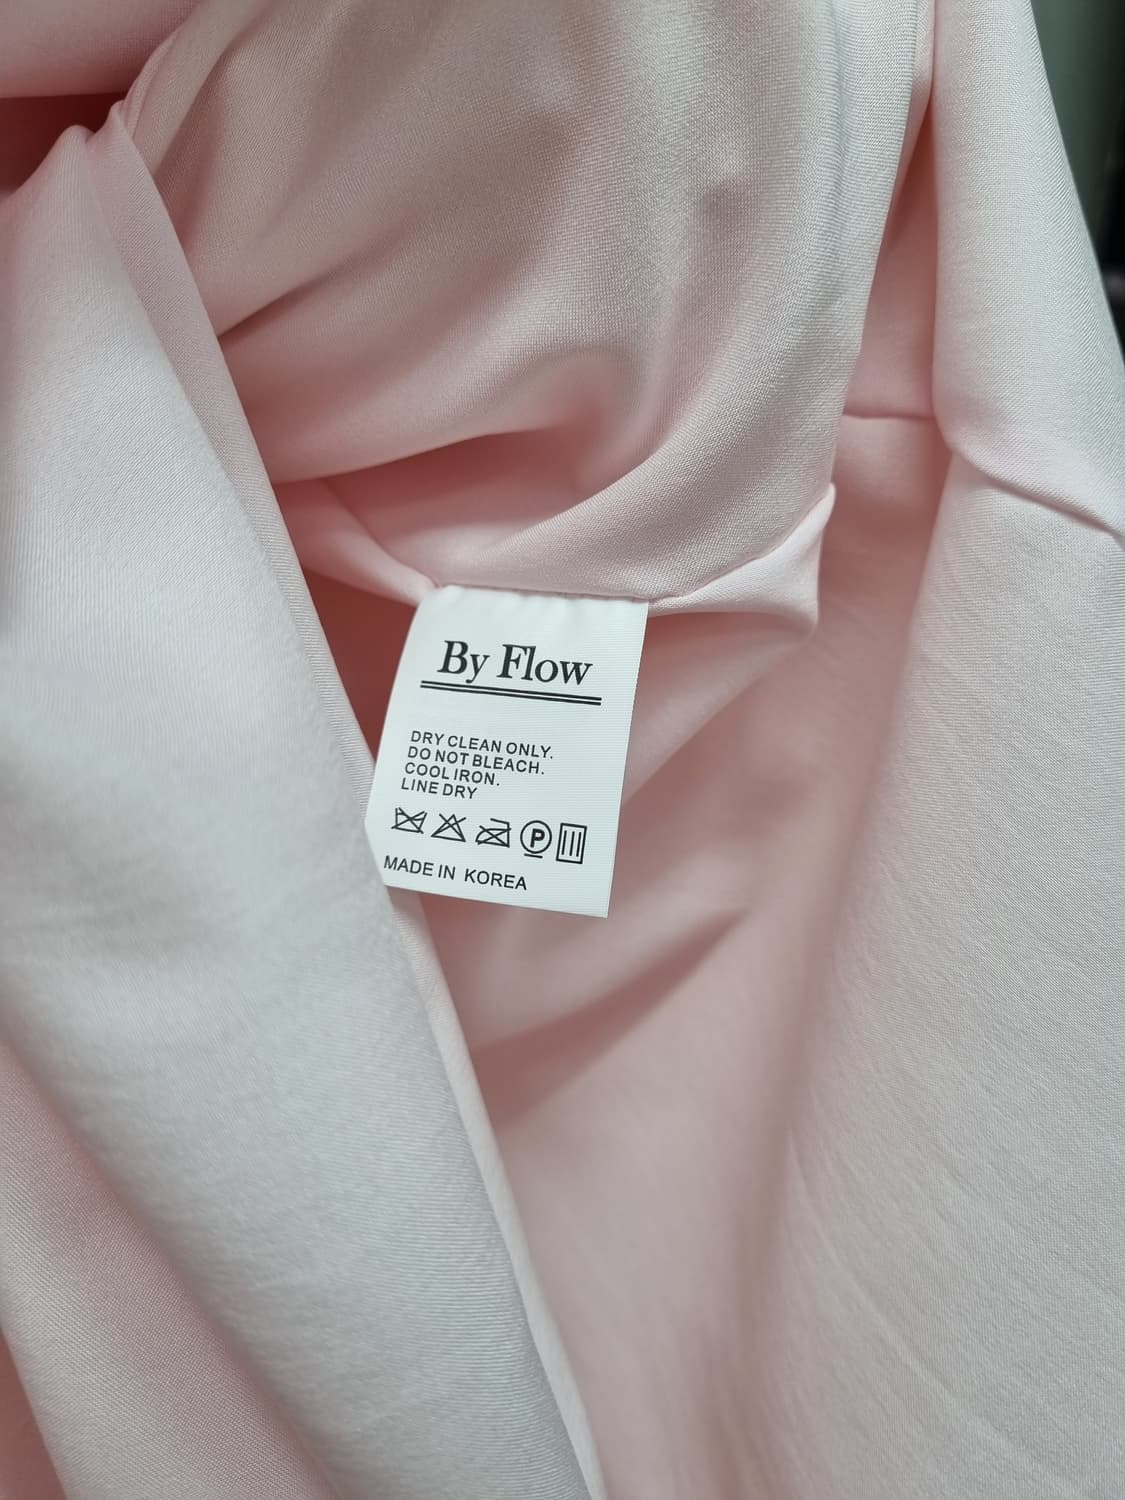 By Flow
DRY CLEAN ONLY.
DO NOT BLEACH.
COOL IRON.
LINE DRY
P
MADE IN KOREA